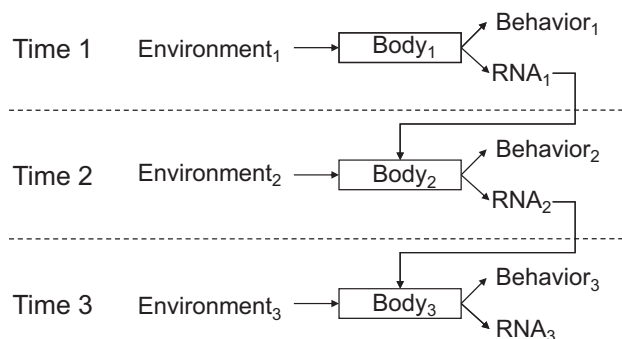 Time 1 Environment₁ Body₁ Behavior₁
RNA₁
Time 2 Environment₂ Body₂ Behavior₂
RNA₂
Time 3 Environment₃ Body₃ Behavior₃
RNA₃